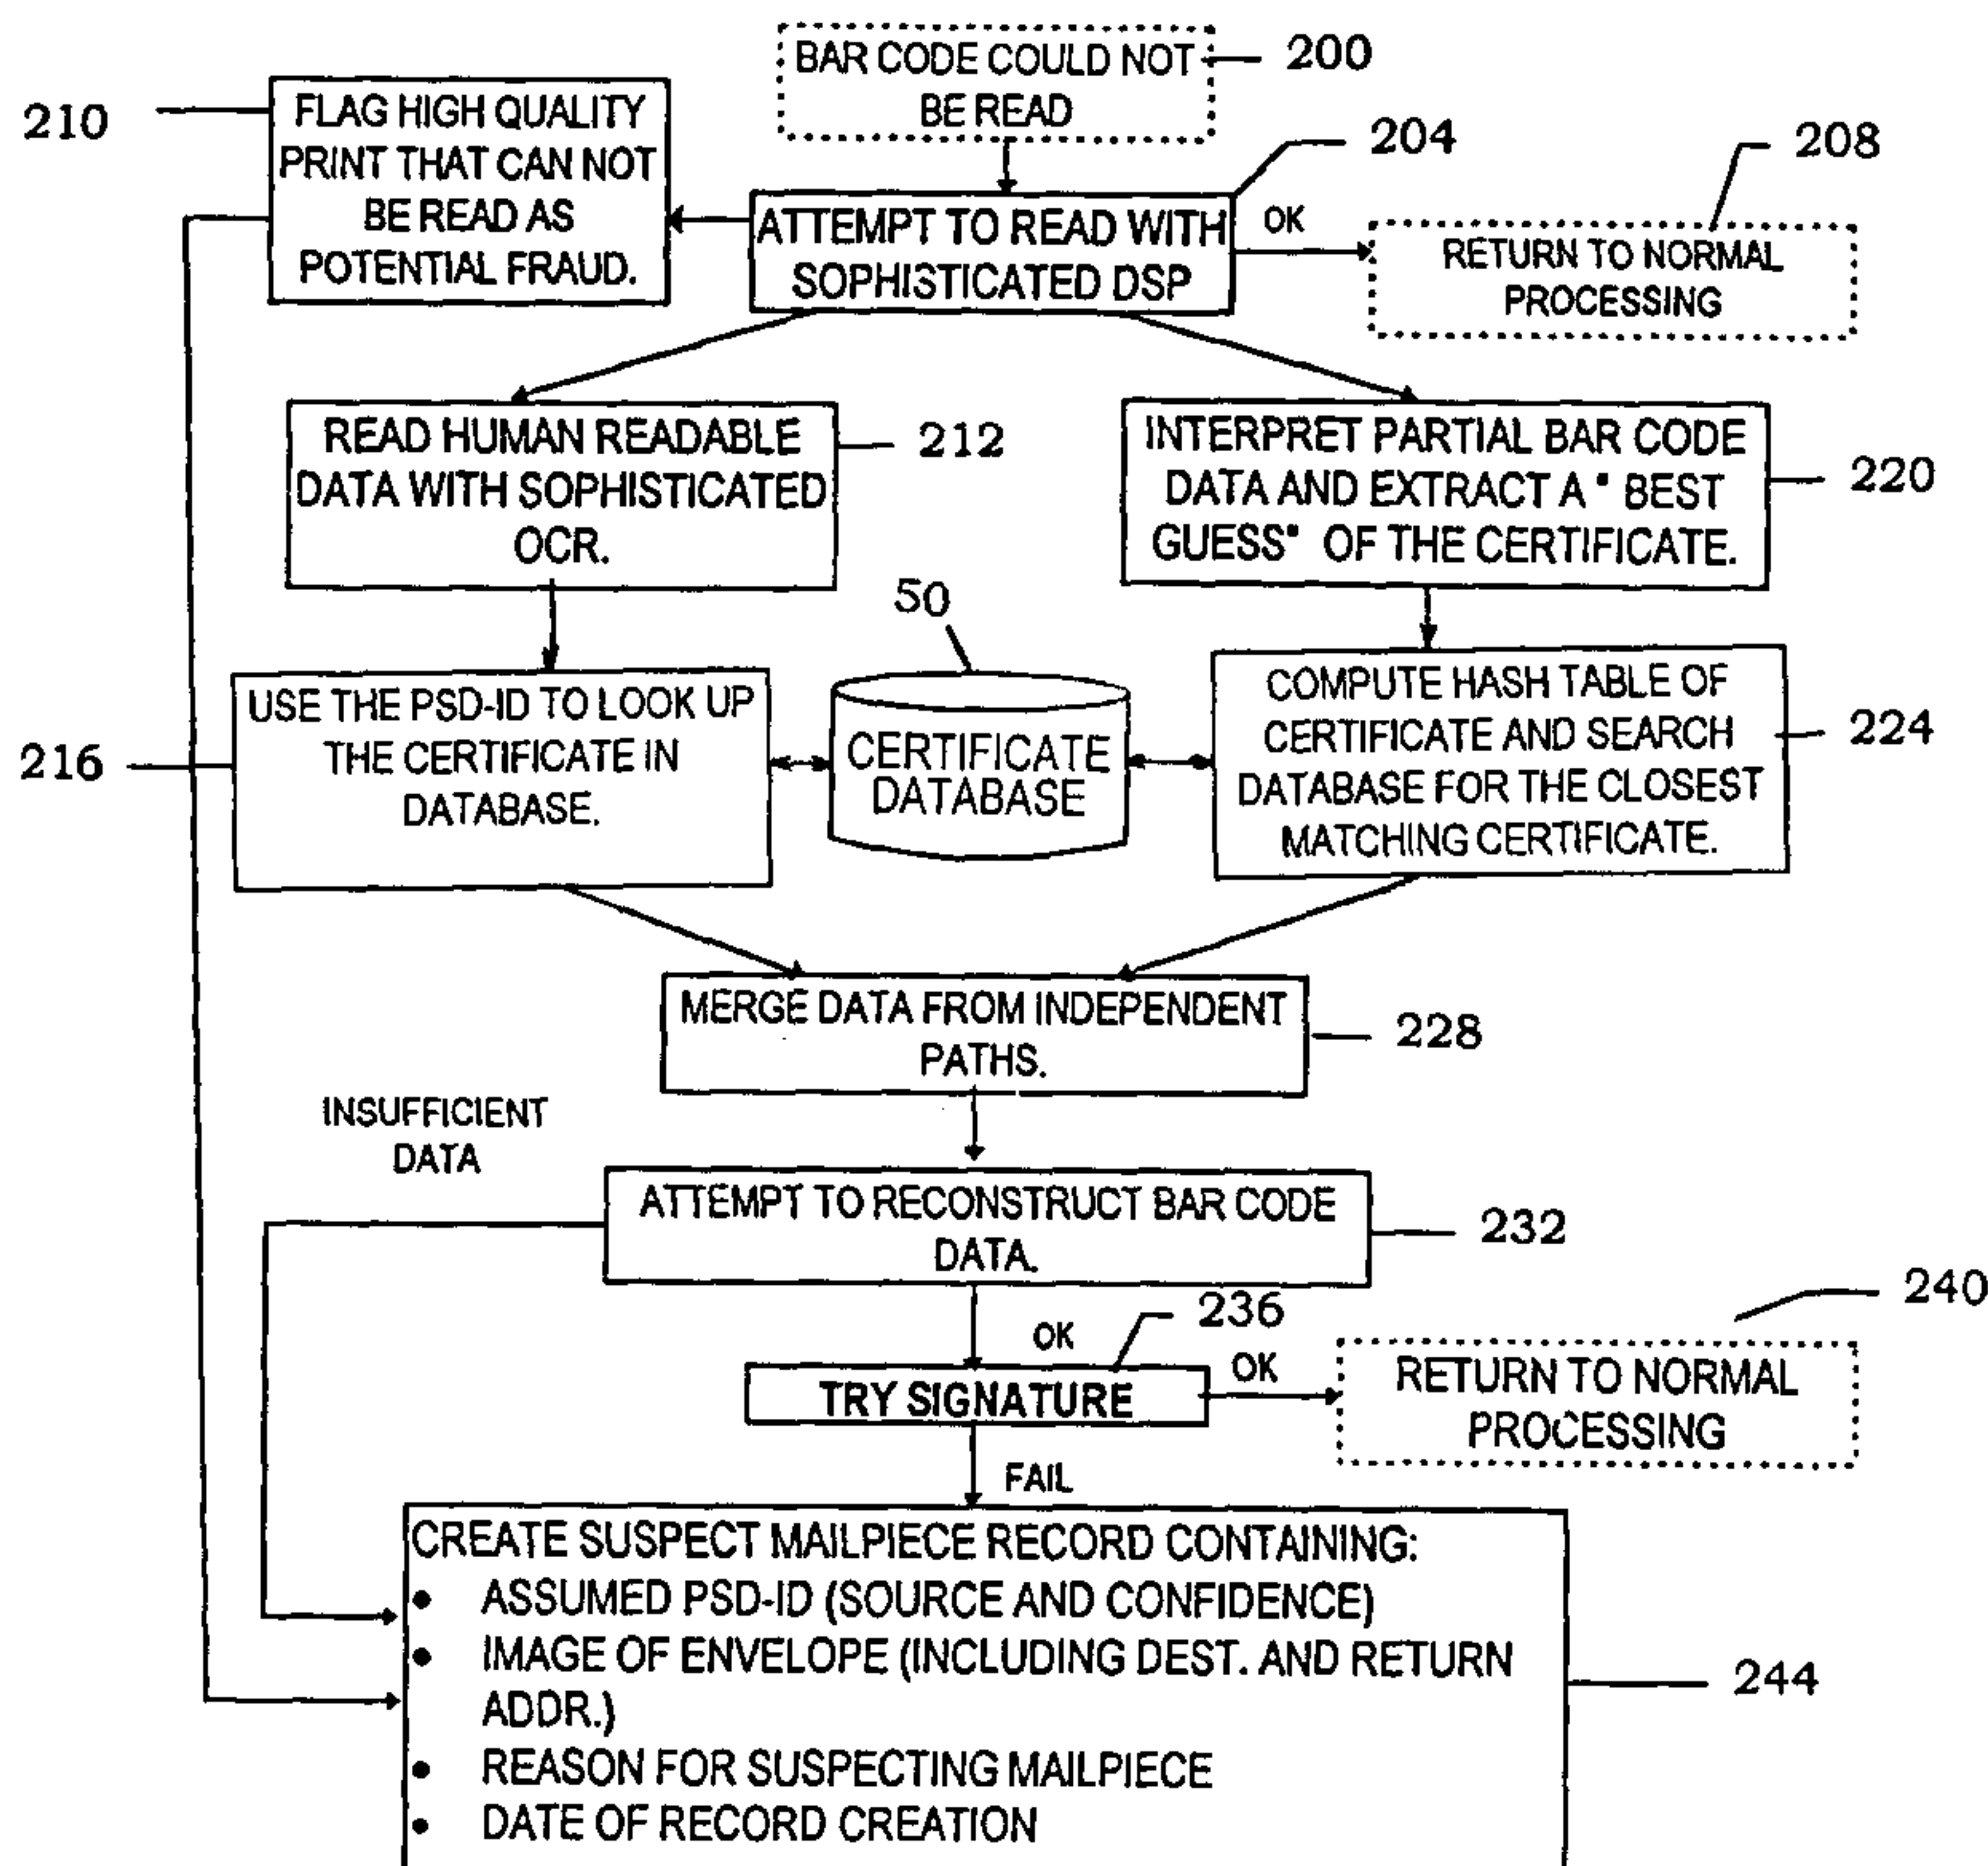 BAR CODE COULD NOT
BE READ
200
210
FLAG HIGH QUALITY
PRINT THAT CAN NOT
BE READ AS
POTENTIAL FRAUD.
204
ATTEMPT TO READ WITH
SOPHISTICATED DSP
OK
208
RETURN TO NORMAL
PROCESSING
READ HUMAN READABLE
DATA WITH SOPHISTICATED
OCR.
212
INTERPRET PARTIAL BAR CODE
DATA AND EXTRACT A " BEST
GUESS" OF THE CERTIFICATE.
220
50
216
USE THE PSD-ID TO LOOK UP
THE CERTIFICATE IN
DATABASE.
CERTIFICATE
DATABASE
COMPUTE HASH TABLE OF
CERTIFICATE AND SEARCH
DATABASE FOR THE CLOSEST
MATCHING CERTIFICATE.
224
MERGE DATA FROM INDEPENDENT
PATHS.
228
INSUFFICIENT
DATA
ATTEMPT TO RECONSTRUCT BAR CODE
DATA.
232
OK
236
240
TRY SIGNATURE
OK
RETURN TO NORMAL
PROCESSING
FAIL
CREATE SUSPECT MAILPIECE RECORD CONTAINING:
• ASSUMED PSD-ID (SOURCE AND CONFIDENCE)
• IMAGE OF ENVELOPE (INCLUDING DEST. AND RETURN
ADDR.)
• REASON FOR SUSPECTING MAILPIECE
• DATE OF RECORD CREATION
244